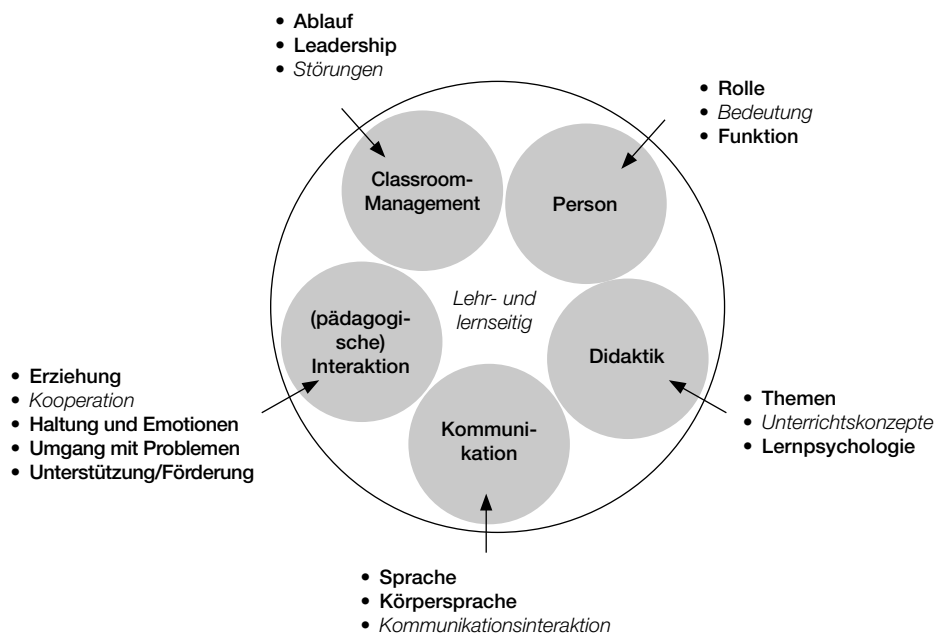 • Ablauf
• Leadership
• Störungen
• Rolle
• Bedeutung
• Funktion
Classroom-
Management
Person
Lehr- und
lernseitig
(pädagogi-
sche)
Interaktion
Didaktik
Kommuni-
kation
• Erziehung
• Kooperation
• Haltung und Emotionen
• Umgang mit Problemen
• Unterstützung/Förderung
• Themen
• Unterrichtskonzepte
• Lernpsychologie
• Sprache
• Körpersprache
• Kommunikationsinteraktion